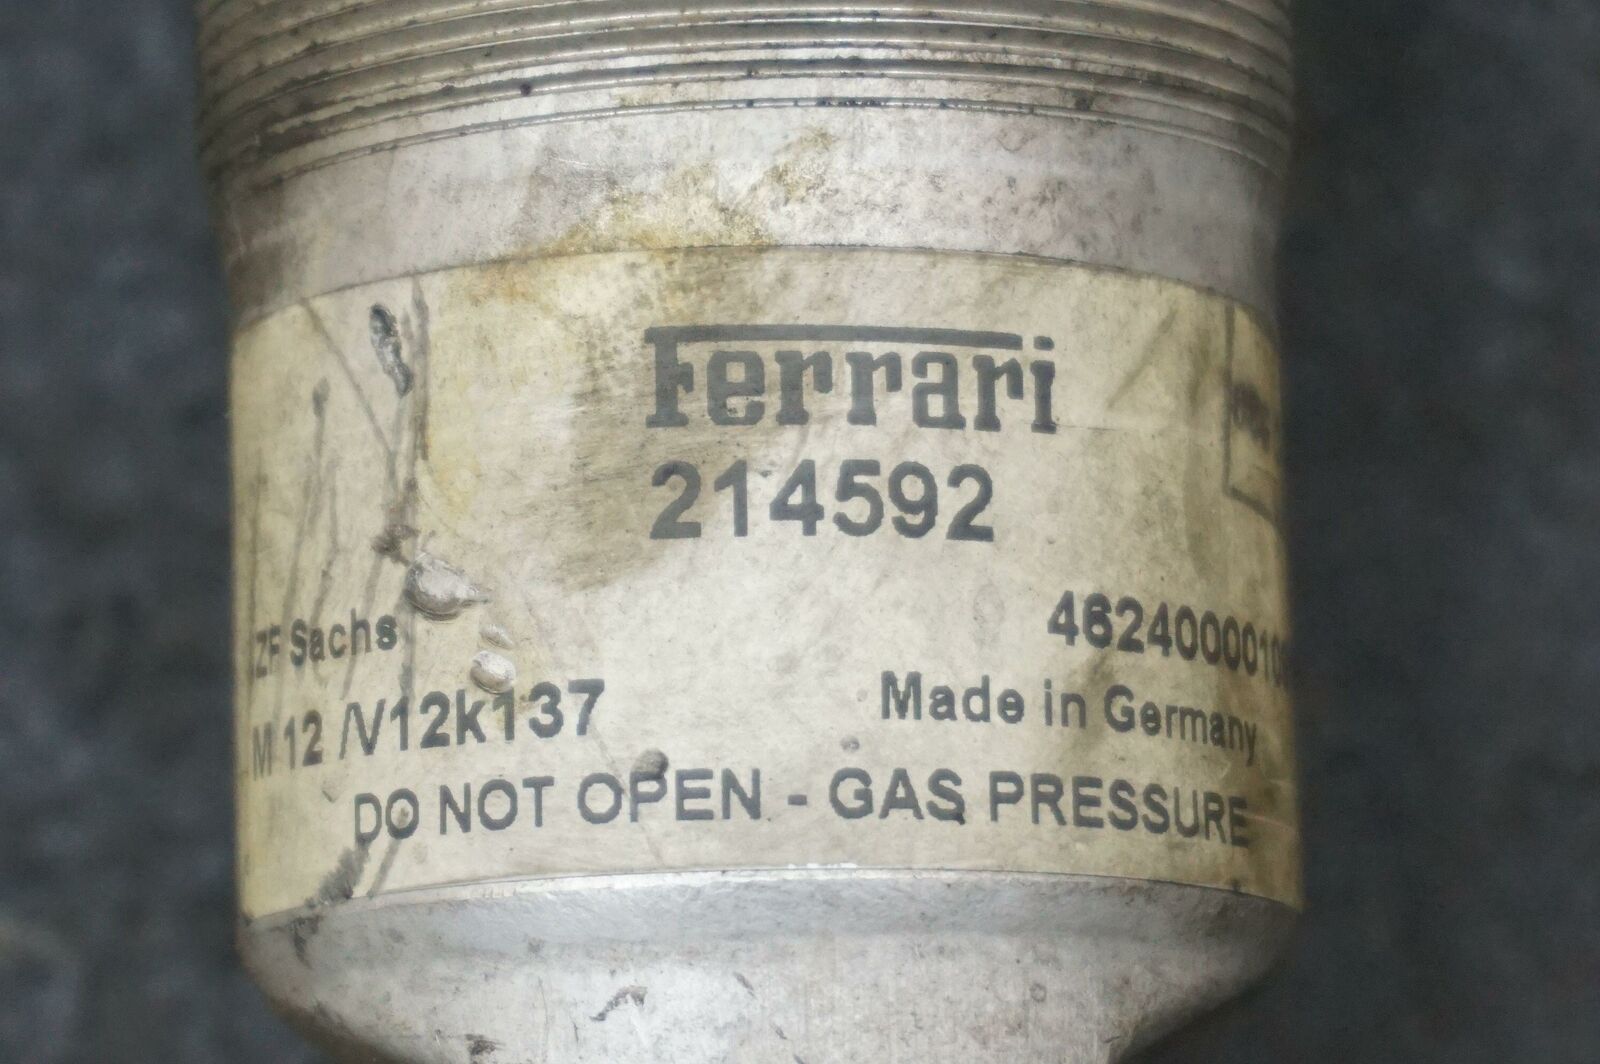 Ferrari
214592
ZF Sachs
462400001
M 12 /V12k137
Made in Germany
DO NOT OPEN - GAS PRESSURE